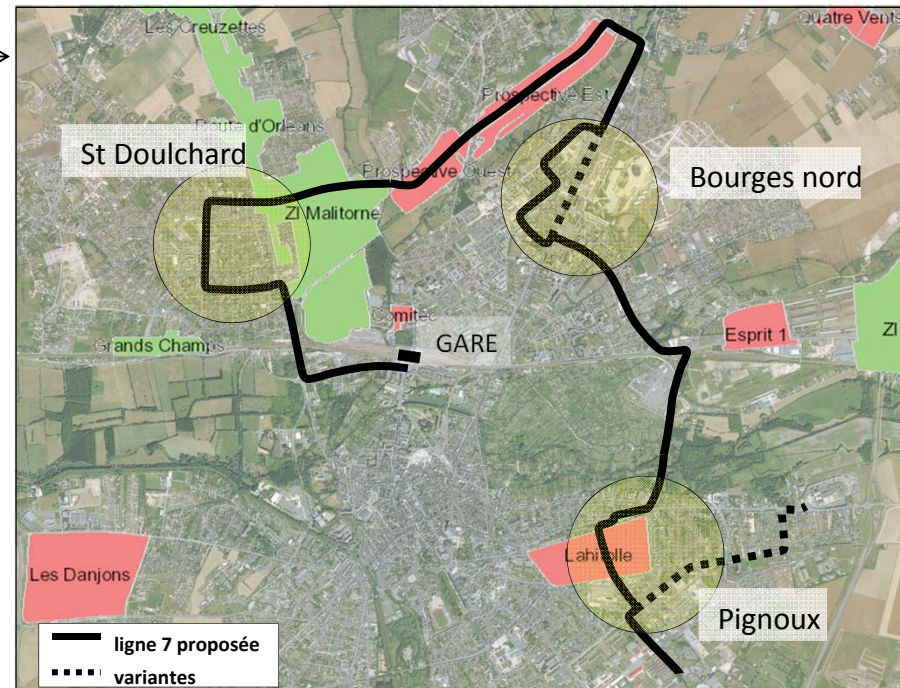 Les Creuzettes
Quatre Vents
Prospective Est
Route d'Orléans
St Doulchard
Prospective Ouest
Bourges nord
ZI Malitorne
Comitec
Esprit 1
ZI
GARE
Grands Champs
Lahitolle
Les Danjons
Pignoux
ligne 7 proposée
variantes